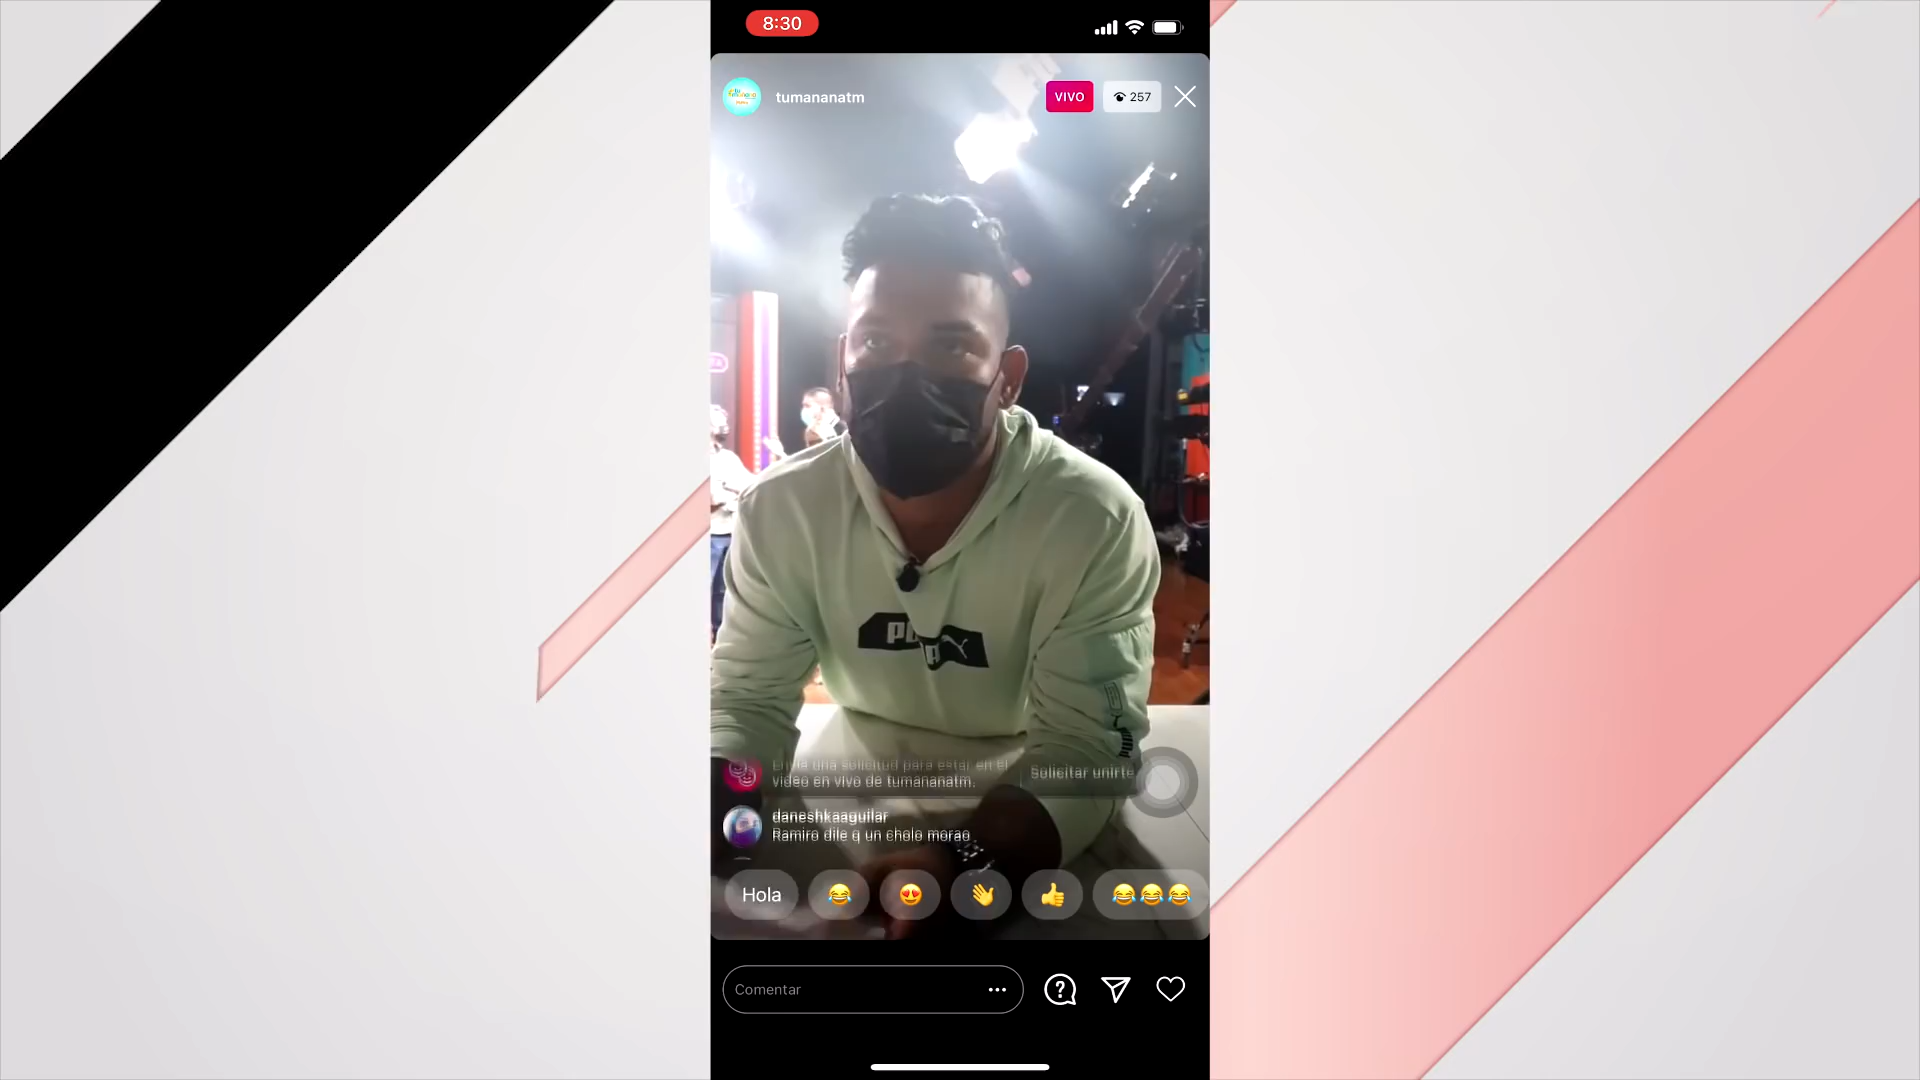 8:30
tumananatm
VIVO
257
PUMA
Envía una solicitud para estar en el
video en vivo de tumananatm.
Solicitar unirte
daneshkaaguilar
Ramiro dile q un cholo morao
Hola
Comentar